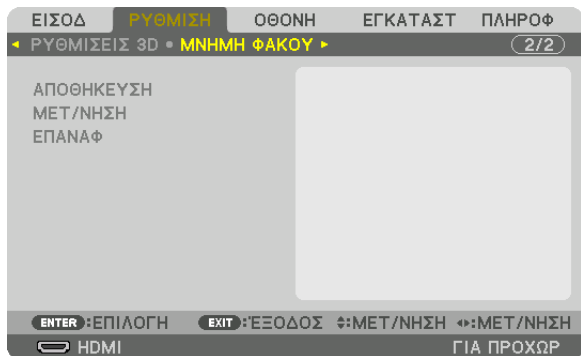 ΕΙΣΟΔ ΡΥΘΜΙΣΗ ΟΘΟΝΗ ΕΓΚΑΤΑΣΤ ΠΛΗΡΟΦ
◂ ΡΥΘΜΙΣΕΙΣ 3D • ΜΝΗΜΗ ΦΑΚΟΥ ▸ 2/2
ΑΠΟΘΗΚΕΥΣΗ
ΜΕΤ/ΝΗΣΗ
ΕΠΑΝΑΦ
ENTER:ΕΠΙΛΟΓΗ EXIT:ΈΞΟΔΟΣ ⬍:ΜΕΤ/ΝΗΣΗ ⬌:ΜΕΤ/ΝΗΣΗ
HDMI ΓΙΑ ΠΡΟΧΩΡ